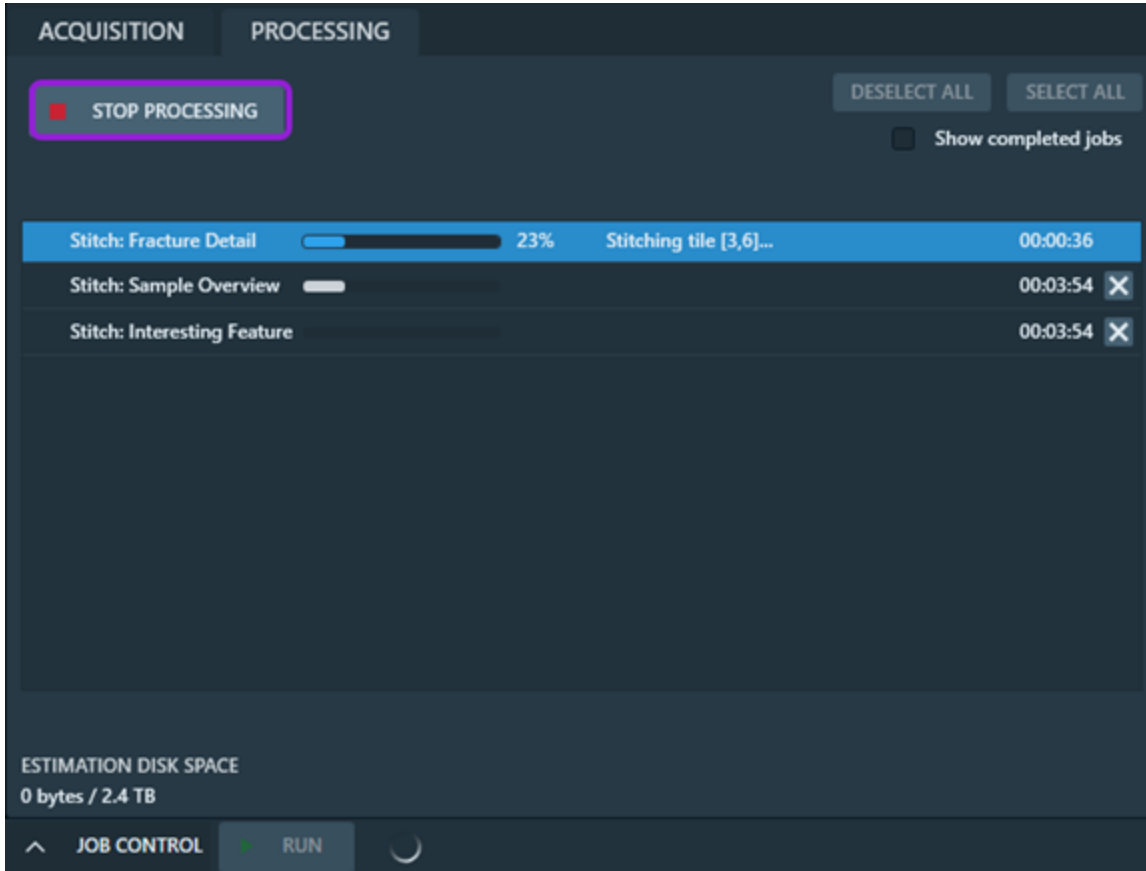 ACQUISITION PROCESSING
STOP PROCESSING
DESELECT ALL SELECT ALL
Show completed jobs
Stitch: Fracture Detail 23% Stitching tile [3,6]... 00:00:36
Stitch: Sample Overview 00:03:54
Stitch: Interesting Feature 00:03:54
ESTIMATION DISK SPACE
0 bytes / 2.4 TB
JOB CONTROL RUN